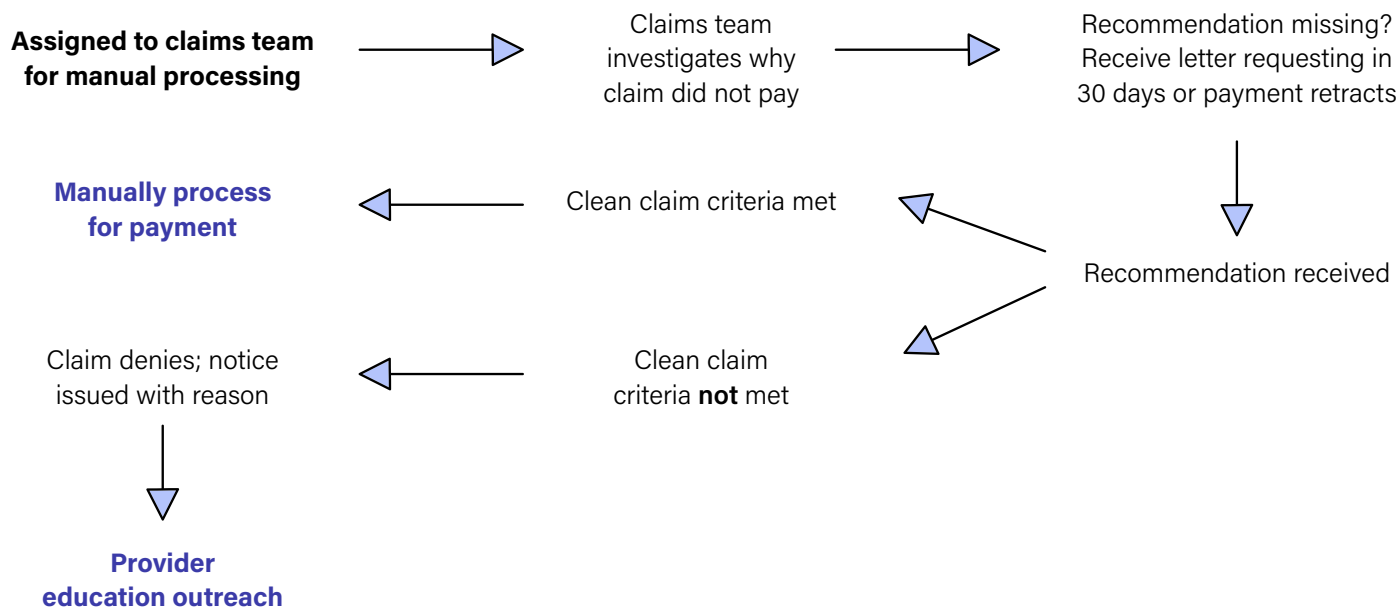 Assigned to claims team
for manual processing
Claims team
investigates why
claim did not pay
Recommendation missing?
Receive letter requesting in
30 days or payment retracts
Recommendation received
Clean claim criteria met
Manually process
for payment
Clean claim
criteria not met
Claim denies; notice
issued with reason
Provider
education outreach